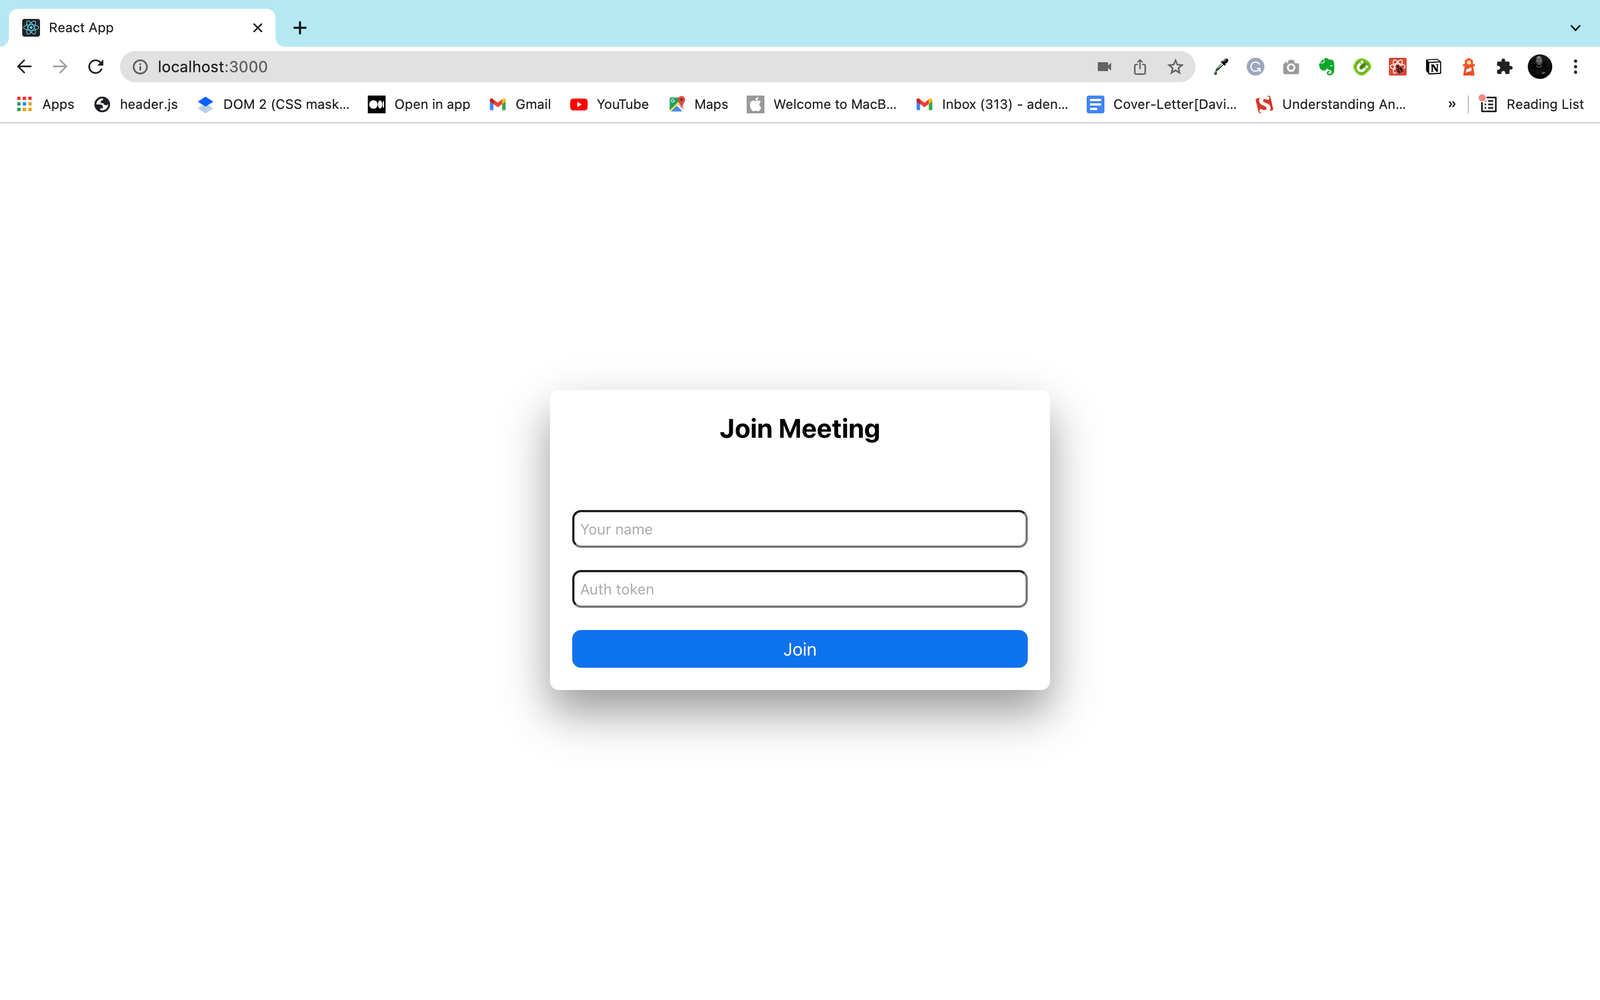 React App
localhost:3000
Apps header.js DOM 2 (CSS mask... Open in app Gmail YouTube Maps Welcome to MacB... Inbox (313) - aden... Cover-Letter[Davi... Understanding An... » Reading List
Join Meeting
Your name
Auth token
Join